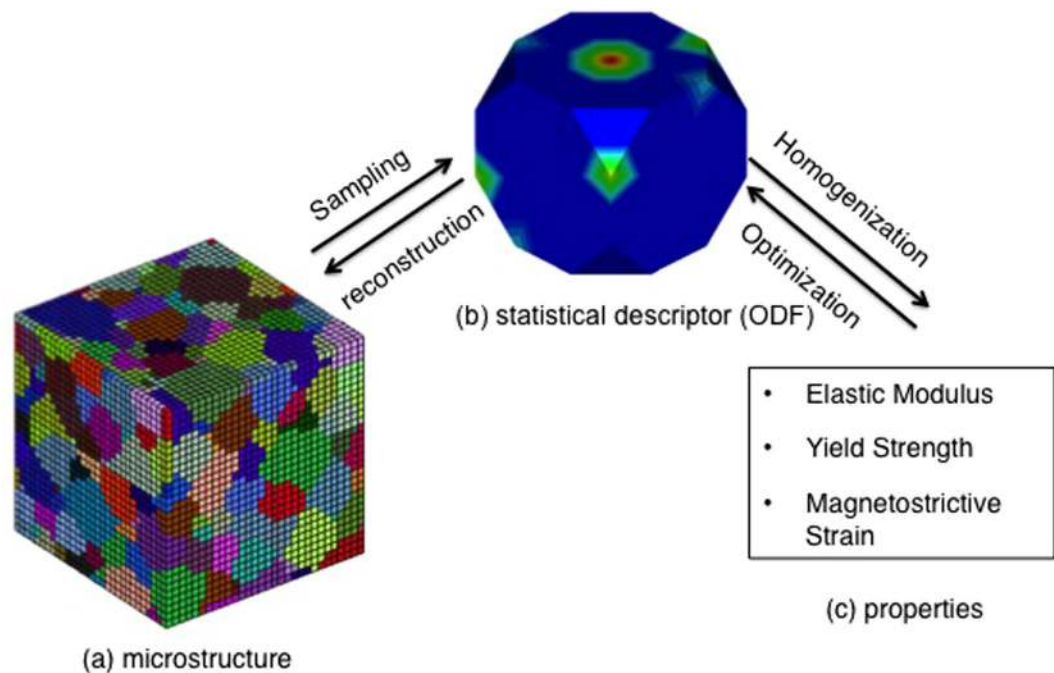 Sampling
reconstruction
Homogenization
Optimization
(b) statistical descriptor (ODF)
• Elastic Modulus
• Yield Strength
• Magnetostrictive
Strain
(c) properties
(a) microstructure